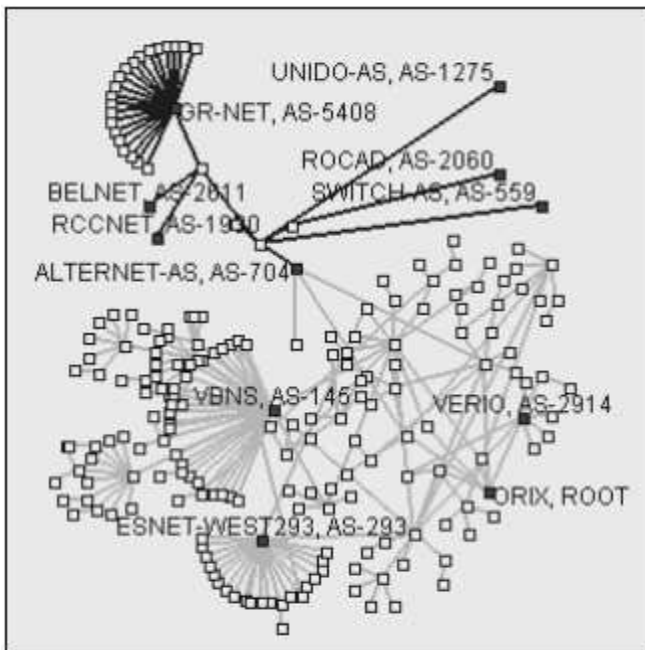 UNIDO-AS, AS-1275
GR-NET, AS-5408
ROCAD, AS-2060
BELNET, AS-2611
SWITCH-AS, AS-559
RCCNET, AS-1930
ALTERNET-AS, AS-704
VBNS, AS-145
VERIO, AS-2914
ORIX, ROOT
ESNET-WEST293, AS-293